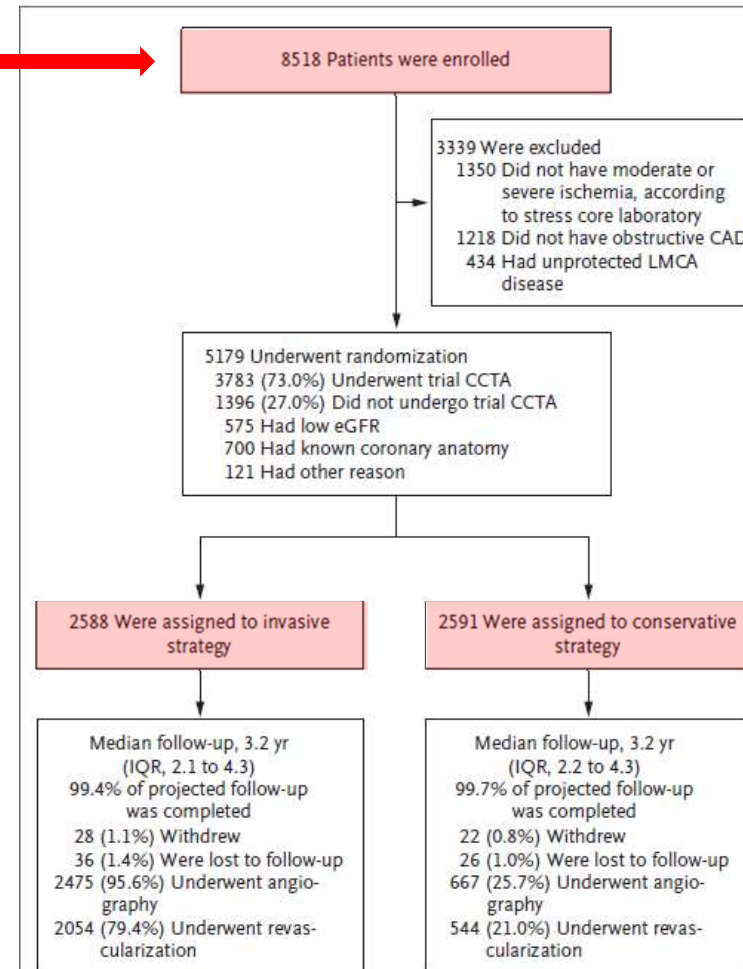 8518 Patients were enrolled
3339 Were excluded
1350 Did not have moderate or
severe ischemia, according
to stress core laboratory
1218 Did not have obstructive CAD
434 Had unprotected LMCA
disease
5179 Underwent randomization
3783 (73.0%) Underwent trial CCTA
1396 (27.0%) Did not undergo trial CCTA
575 Had low eGFR
700 Had known coronary anatomy
121 Had other reason
2588 Were assigned to invasive
strategy
2591 Were assigned to conservative
strategy
Median follow-up, 3.2 yr
(IQR, 2.1 to 4.3)
99.4% of projected follow-up
was completed
28 (1.1%) Withdrew
36 (1.4%) Were lost to follow-up
2475 (95.6%) Underwent angio-
graphy
2054 (79.4%) Underwent revas-
cularization
Median follow-up, 3.2 yr
(IQR, 2.2 to 4.3)
99.7% of projected follow-up
was completed
22 (0.8%) Withdrew
26 (1.0%) Were lost to follow-up
667 (25.7%) Underwent angio-
graphy
544 (21.0%) Underwent revas-
cularization